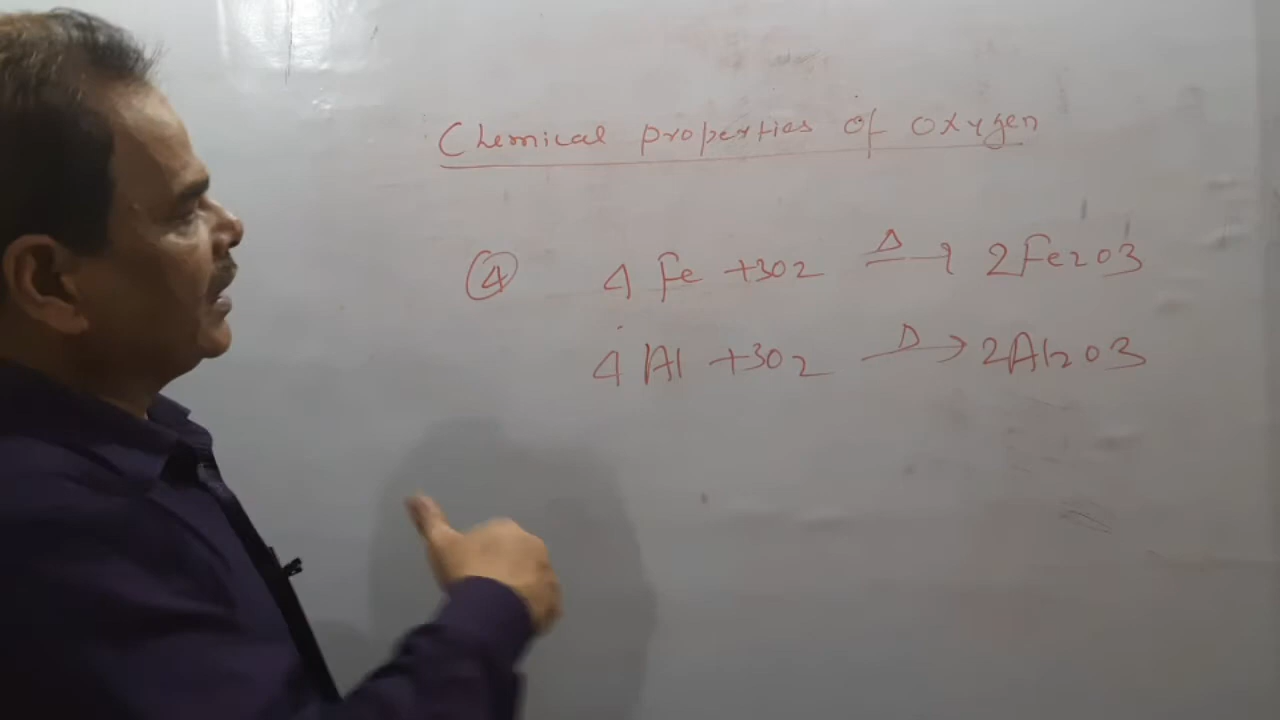 Chemical properties of oxygen
④ 4 Fe +3O2 Δ→ 2Fe2O3
4 Al +3O2 Δ→ 2Al2O3